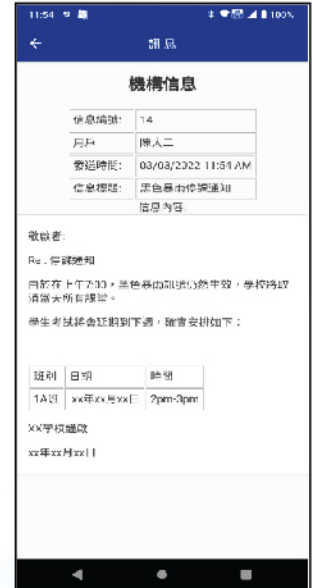 11:54 100%
訊息
機構信息
信息編號: 14
用戶 陳大二
發送時間: 03/03/2022 11:54 AM
信息標題: 黑色暴雨停課通知
信息內容:
敬啟者:
Re : 停課通知
由於在上午7:00，黑色暴雨訊號仍然生效，學校將取
消當天所有課堂。
學生考試將會延期到下週，確實安排如下：
班別 日期 時間
1A班 xx年xx月xx日 2pm-3pm
XX學校謹啟
xx年xx月xx日